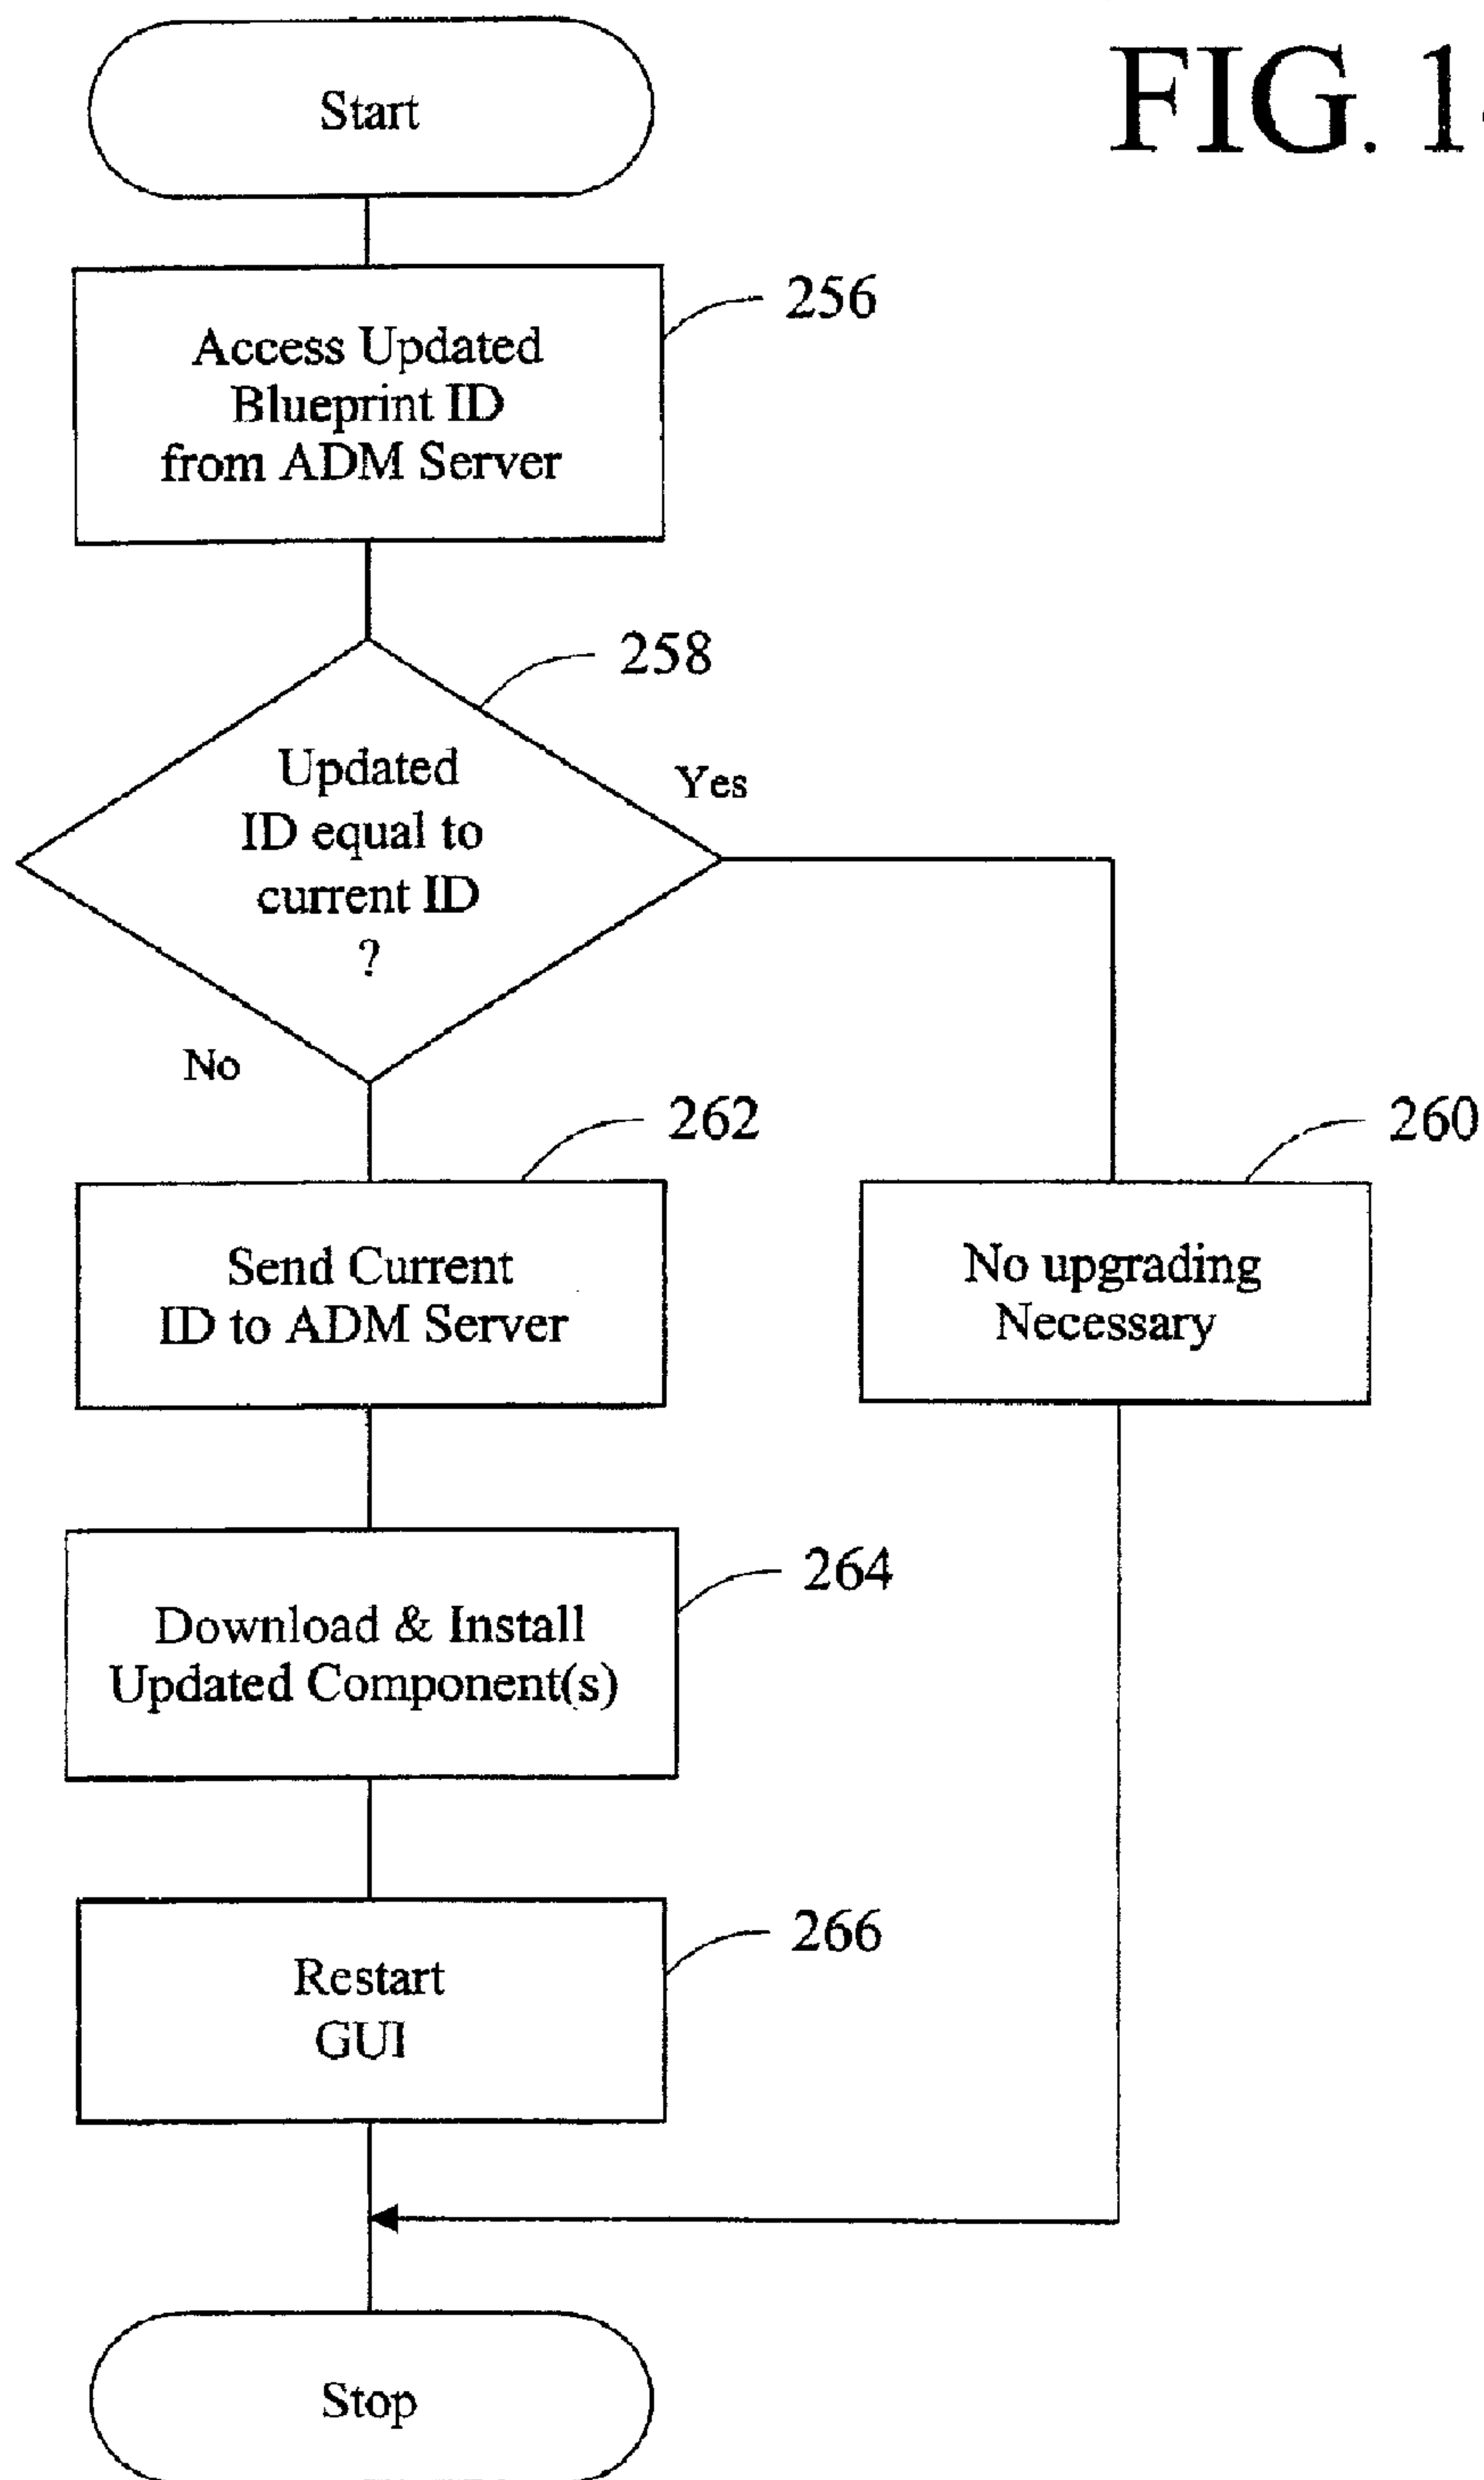 FIG. 1
Start
256
Access Updated
Blueprint ID
from ADM Server
258
Updated
ID equal to
current ID
?
Yes
No
262
260
Send Current
ID to ADM Server
No upgrading
Necessary
264
Download & Install
Updated Component(s)
266
Restart
GUI
Stop